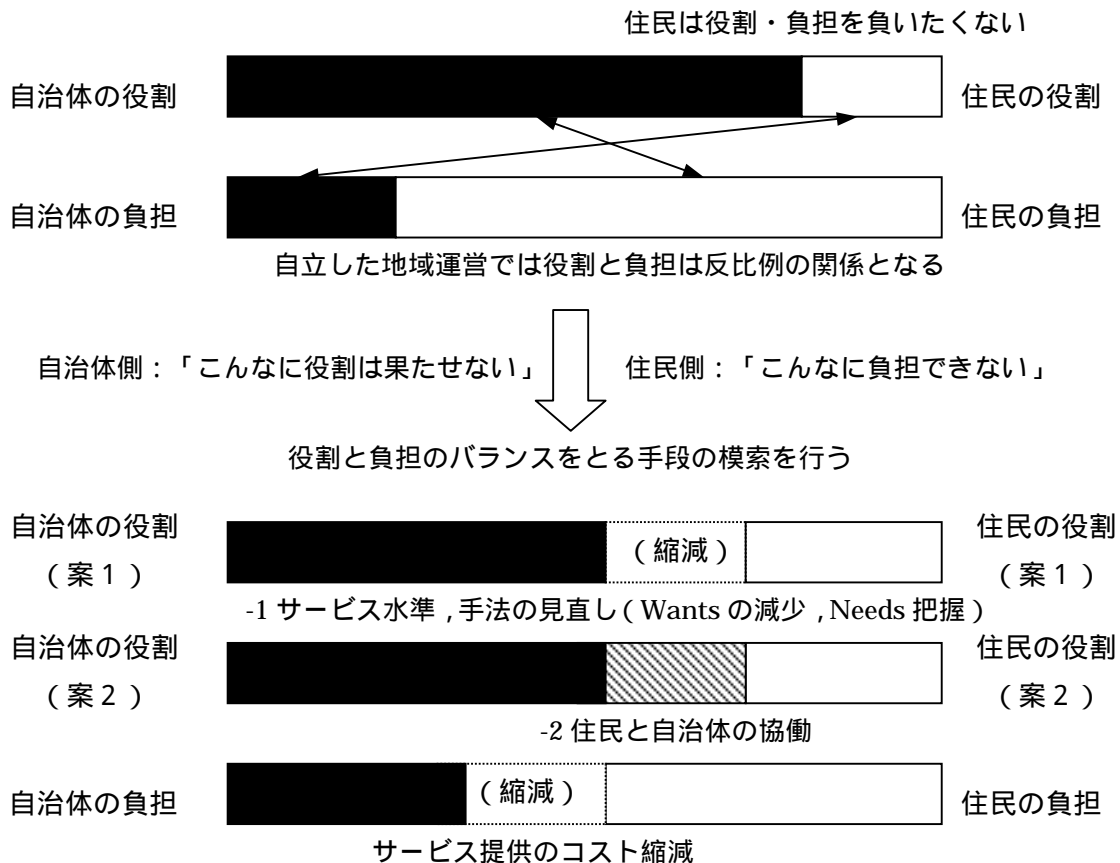 住民は役割・負担を負いたくない
自治体の役割
住民の役割
自治体の負担
住民の負担
自立した地域運営では役割と負担は反比例の関係となる
自治体側：「こんなに役割は果たせない」
住民側：「こんなに負担できない」
役割と負担のバランスをとる手段の模索を行う
自治体の役割
（案１）
（縮減）
住民の役割
（案１）
-1 サービス水準，手法の見直し（Wants の減少，Needs 把握）
自治体の役割
（案２）
住民の役割
（案２）
-2 住民と自治体の協働
自治体の負担
（縮減）
住民の負担
サービス提供のコスト縮減